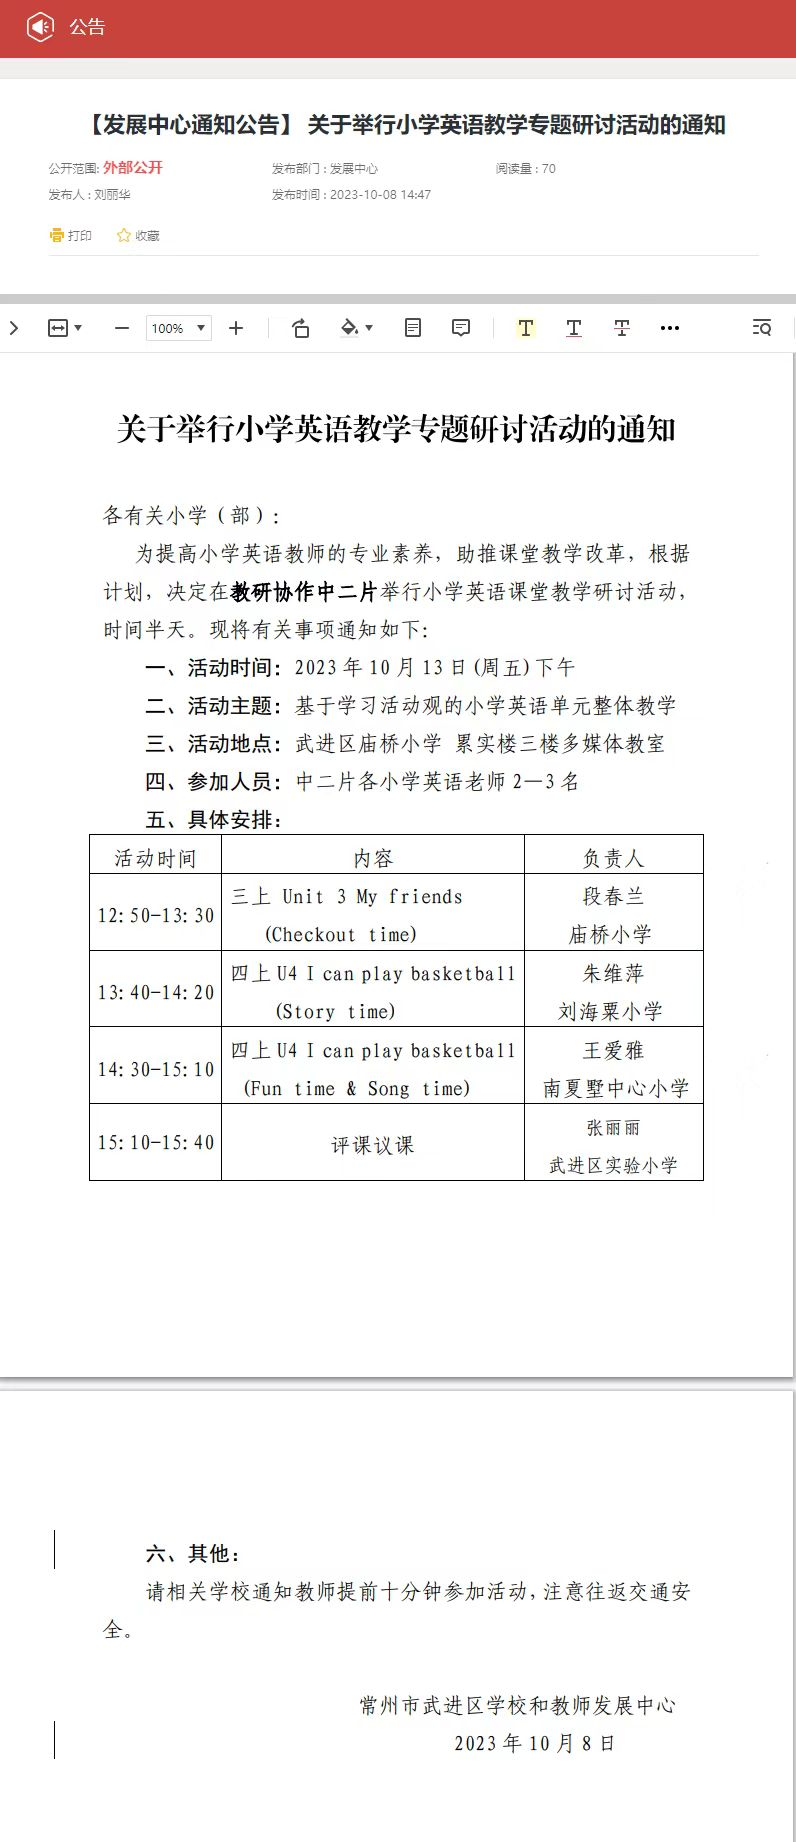 公告
【发展中心通知公告】 关于举行小学英语教学专题研讨活动的通知
公开范围: 外部公开 发布部门 : 发展中心 阅读量 : 70
发布人 : 刘丽华 发布时间 : 2023-10-08 14:47
打印 收藏
100%
关于举行小学英语教学专题研讨活动的通知
各有关小学（部）：
为提高小学英语教师的专业素养，助推课堂教学改革，根据
计划，决定在教研协作中二片举行小学英语课堂教学研讨活动，
时间半天。现将有关事项通知如下：
一、活动时间：2023 年 10 月 13 日(周五)下午
二、活动主题：基于学习活动观的小学英语单元整体教学
三、活动地点：武进区庙桥小学 累实楼三楼多媒体教室
四、参加人员：中二片各小学英语老师 2—3 名
五、具体安排：
活动时间 内容 负责人
12:50-13:30 三上 Unit 3 My friends 段春兰
(Checkout time) 庙桥小学
13:40-14:20 四上 U4 I can play basketball 朱维萍
(Story time) 刘海粟小学
14:30-15:10 四上 U4 I can play basketball 王爱雅
(Fun time & Song time) 南夏墅中心小学
15:10-15:40 评课议课 张丽丽
武进区实验小学
六、其他：
请相关学校通知教师提前十分钟参加活动，注意往返交通安
全。
常州市武进区学校和教师发展中心
2023 年 10 月 8 日